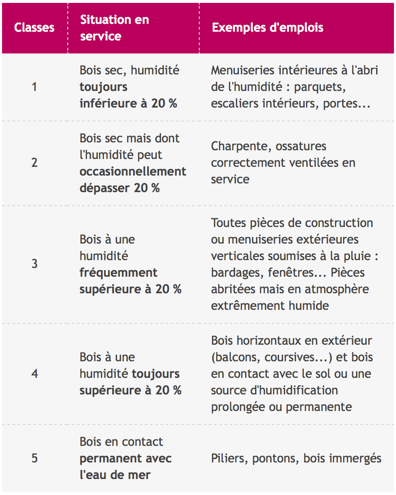 Classes
Situation en
service
Exemples d'emplois
1
Bois sec, humidité
toujours
inférieure à 20 %
Menuiseries intérieures à l'abri
de l'humidité : parquets,
escaliers intérieurs, portes...
2
Bois sec mais dont
l'humidité peut
occasionnellement
dépasser 20 %
Charpente, ossatures
correctement ventilées en
service
3
Bois à une
humidité
fréquemment
supérieure à 20 %
Toutes pièces de construction
ou menuiseries extérieures
verticales soumises à la pluie :
bardages, fenêtres... Pièces
abritées mais en atmosphère
extrêmement humide
4
Bois à une
humidité toujours
supérieure à 20 %
Bois horizontaux en extérieur
(balcons, coursives...) et bois
en contact avec le sol ou une
source d'humidification
prolongée ou permanente
5
Bois en contact
permanent avec
l'eau de mer
Piliers, pontons, bois immergés